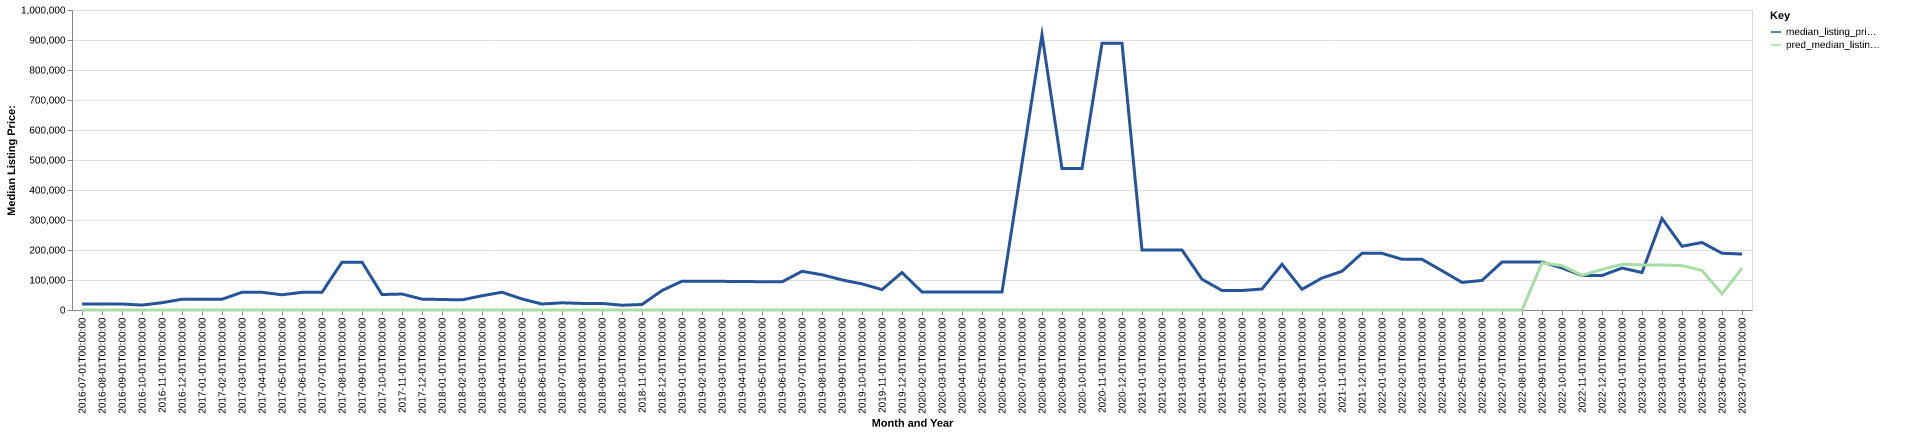 1,000,000
900,000
800,000
700,000
600,000
500,000
400,000
300,000
200,000
100,000
0
Median Listing Price:
2016-07-01T00:00:00
2016-08-01T00:00:00
2016-09-01T00:00:00
2016-10-01T00:00:00
2016-11-01T00:00:00
2016-12-01T00:00:00
2017-01-01T00:00:00
2017-02-01T00:00:00
2017-03-01T00:00:00
2017-04-01T00:00:00
2017-05-01T00:00:00
2017-06-01T00:00:00
2017-07-01T00:00:00
2017-08-01T00:00:00
2017-09-01T00:00:00
2017-10-01T00:00:00
2017-11-01T00:00:00
2017-12-01T00:00:00
2018-01-01T00:00:00
2018-02-01T00:00:00
2018-03-01T00:00:00
2018-04-01T00:00:00
2018-05-01T00:00:00
2018-06-01T00:00:00
2018-07-01T00:00:00
2018-08-01T00:00:00
2018-09-01T00:00:00
2018-10-01T00:00:00
2018-11-01T00:00:00
2018-12-01T00:00:00
2019-01-01T00:00:00
2019-02-01T00:00:00
2019-03-01T00:00:00
2019-04-01T00:00:00
2019-05-01T00:00:00
2019-06-01T00:00:00
2019-07-01T00:00:00
2019-08-01T00:00:00
2019-09-01T00:00:00
2019-10-01T00:00:00
2019-11-01T00:00:00
2019-12-01T00:00:00
2020-02-01T00:00:00
2020-03-01T00:00:00
2020-04-01T00:00:00
2020-05-01T00:00:00
2020-06-01T00:00:00
2020-07-01T00:00:00
2020-08-01T00:00:00
2020-09-01T00:00:00
2020-10-01T00:00:00
2020-11-01T00:00:00
2020-12-01T00:00:00
2021-01-01T00:00:00
2021-02-01T00:00:00
2021-03-01T00:00:00
2021-04-01T00:00:00
2021-05-01T00:00:00
2021-06-01T00:00:00
2021-07-01T00:00:00
2021-08-01T00:00:00
2021-09-01T00:00:00
2021-10-01T00:00:00
2021-11-01T00:00:00
2021-12-01T00:00:00
2022-01-01T00:00:00
2022-02-01T00:00:00
2022-03-01T00:00:00
2022-04-01T00:00:00
2022-05-01T00:00:00
2022-06-01T00:00:00
2022-07-01T00:00:00
2022-08-01T00:00:00
2022-09-01T00:00:00
2022-10-01T00:00:00
2022-11-01T00:00:00
2022-12-01T00:00:00
2023-01-01T00:00:00
2023-02-01T00:00:00
2023-03-01T00:00:00
2023-04-01T00:00:00
2023-05-01T00:00:00
2023-06-01T00:00:00
2023-07-01T00:00:00
Month and Year
Key
median_listing_pri…
pred_median_listin…